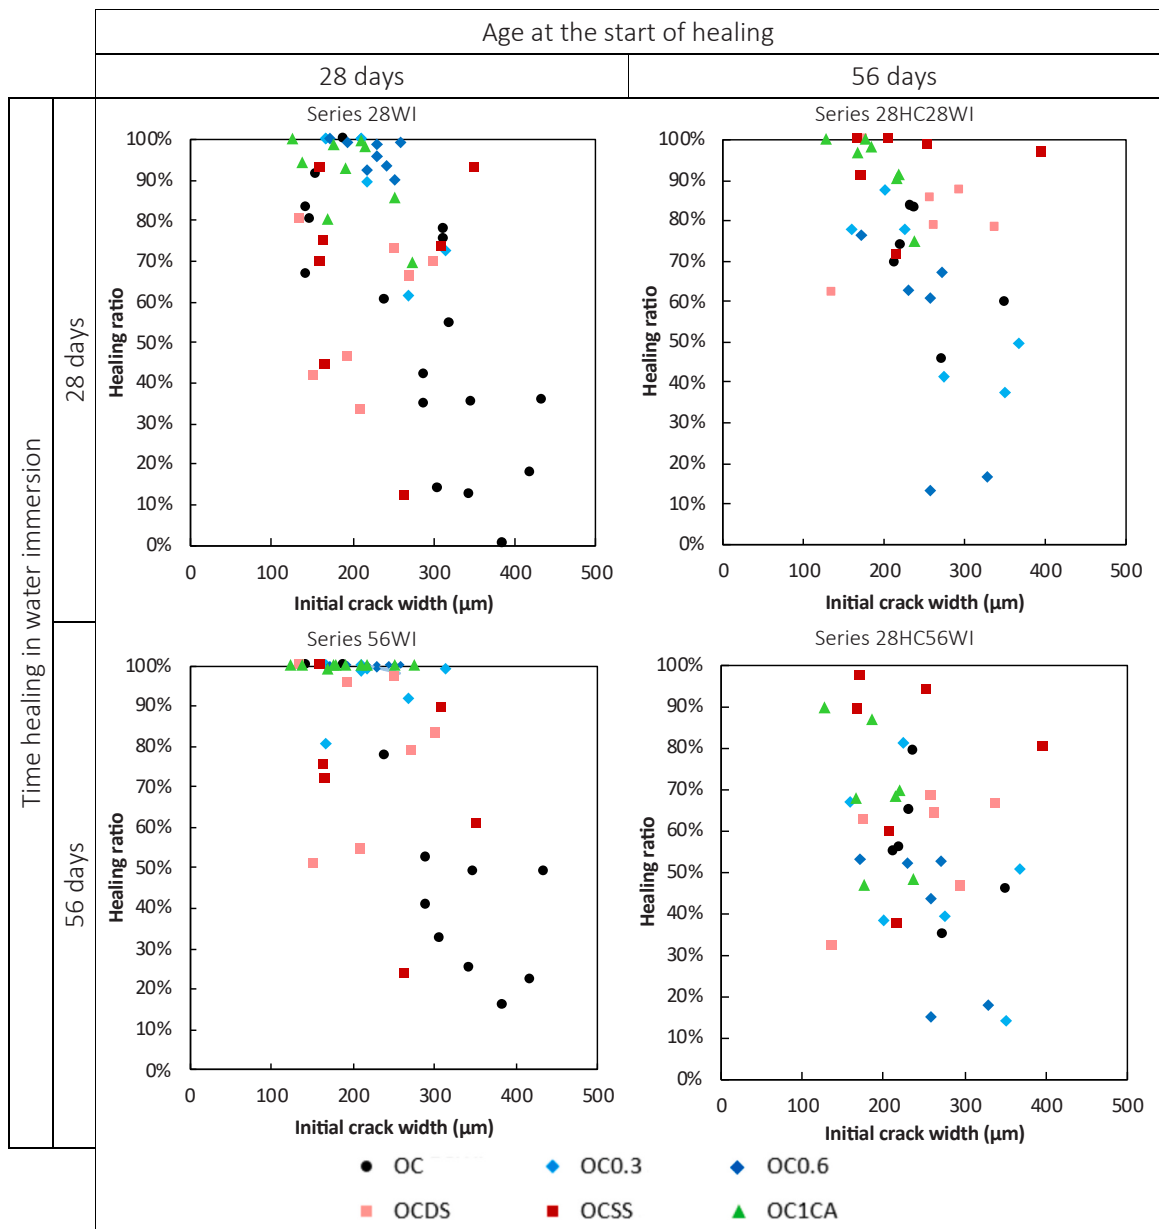 Age at the start of healing
28 days
56 days
Time healing in water immersion
28 days
56 days
Series 28WI
Healing ratio
100%
90%
80%
70%
60%
50%
40%
30%
20%
10%
0%
0 100 200 300 400 500
Initial crack width (µm)
Series 28HC28WI
Healing ratio
100%
90%
80%
70%
60%
50%
40%
30%
20%
10%
0%
0 100 200 300 400 500
Initial crack width (µm)
Series 56WI
Healing ratio
100%
90%
80%
70%
60%
50%
40%
30%
20%
10%
0%
0 100 200 300 400 500
Initial crack width (µm)
Series 28HC56WI
Healing ratio
100%
90%
80%
70%
60%
50%
40%
30%
20%
10%
0%
0 100 200 300 400 500
Initial crack width (µm)
OC OC0.3 OC0.6
OCDS OCSS OC1CA